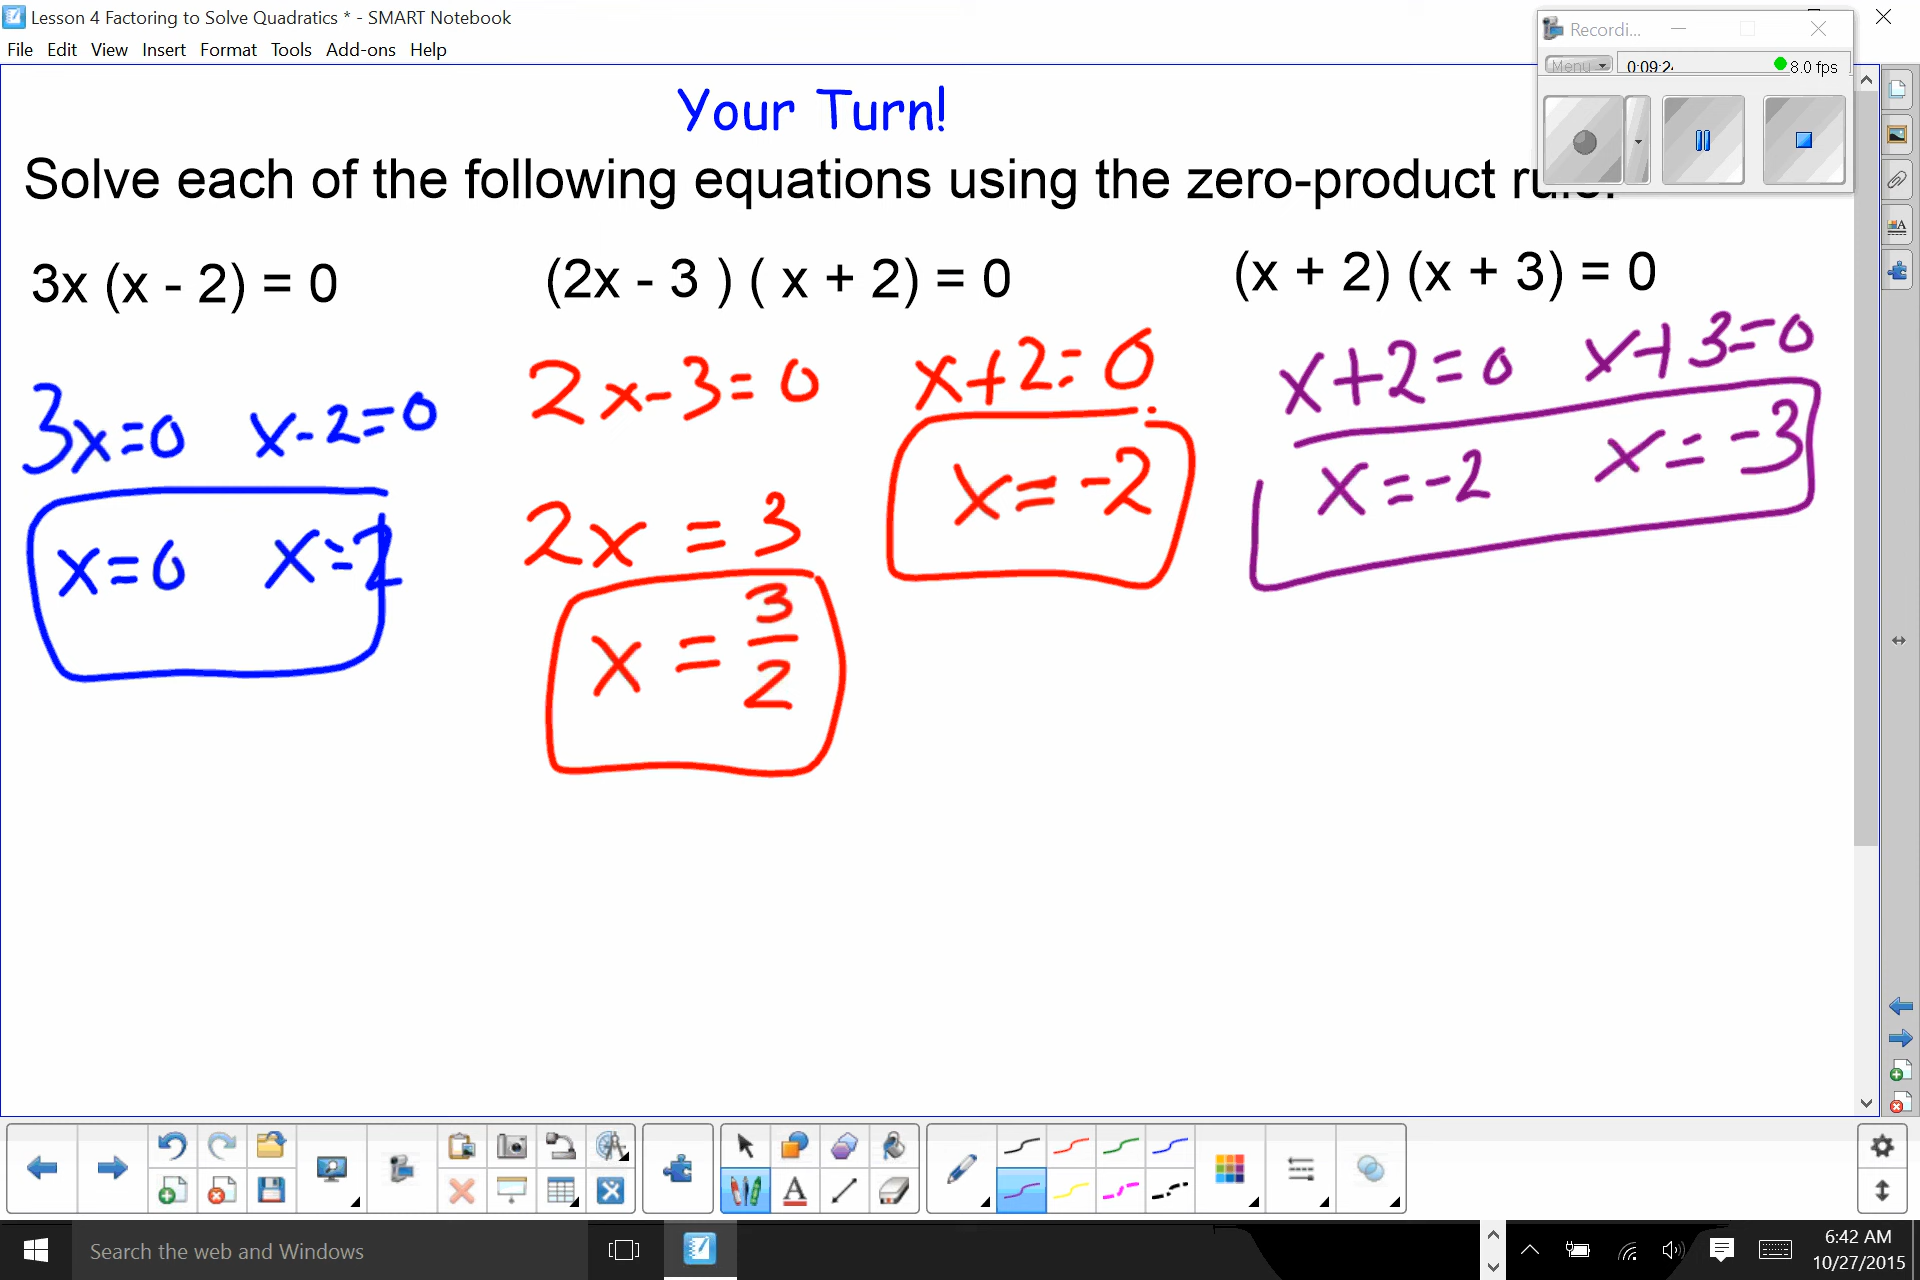 Lesson 4 Factoring to Solve Quadratics * - SMART Notebook
File Edit View Insert Format Tools Add-ons Help
Recordi...
Menu 0:09:24 8.0 fps
Your Turn!
Solve each of the following equations using the zero-product
3x (x - 2) = 0
(2x - 3 ) ( x + 2) = 0
(x + 2) (x + 3) = 0
3x=0 x-2=0
x=0 x=2
2x-3=0 x+2=0
x=-2
2x = 3
x = 3/2
x+2=0 x+3=0
x=-2 x=-3
Search the web and Windows
6:42 AM
10/27/2015